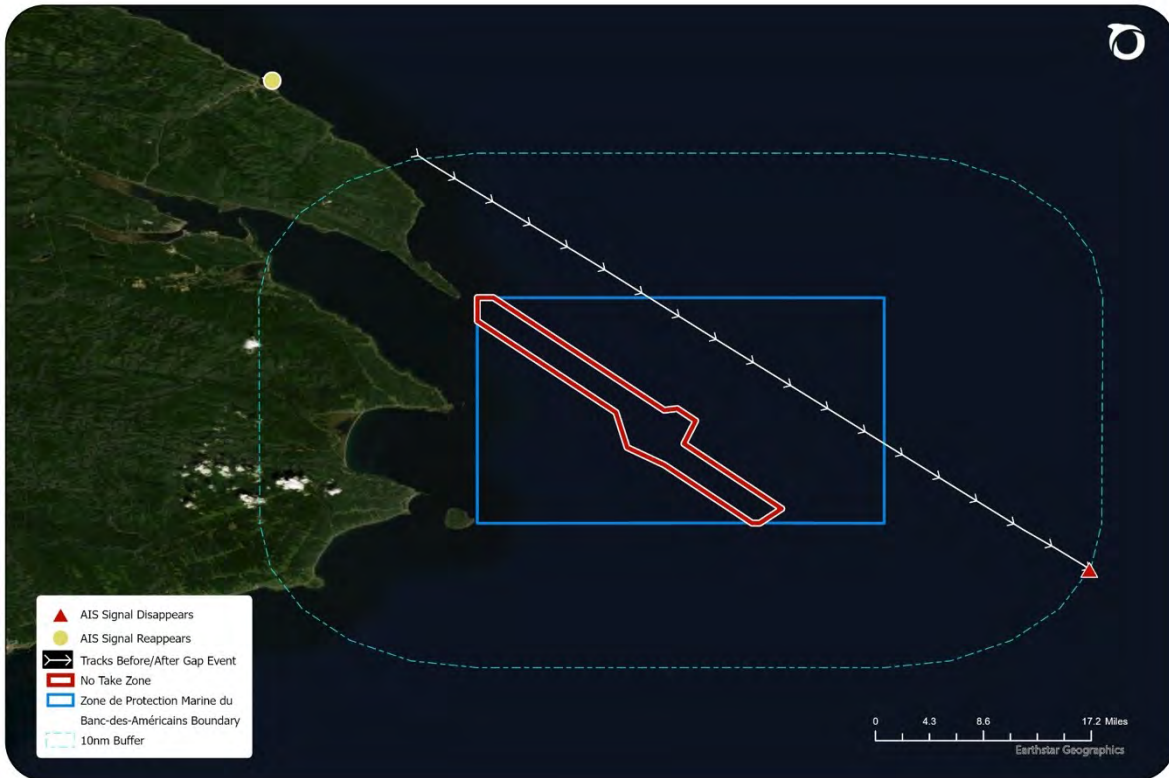 AIS Signal Disappears
AIS Signal Reappears
Tracks Before/After Gap Event
No Take Zone
Zone de Protection Marine du
Banc-des-Américains Boundary
10nm Buffer
0 4.3 8.6 17.2 Miles
Earthstar Geographics